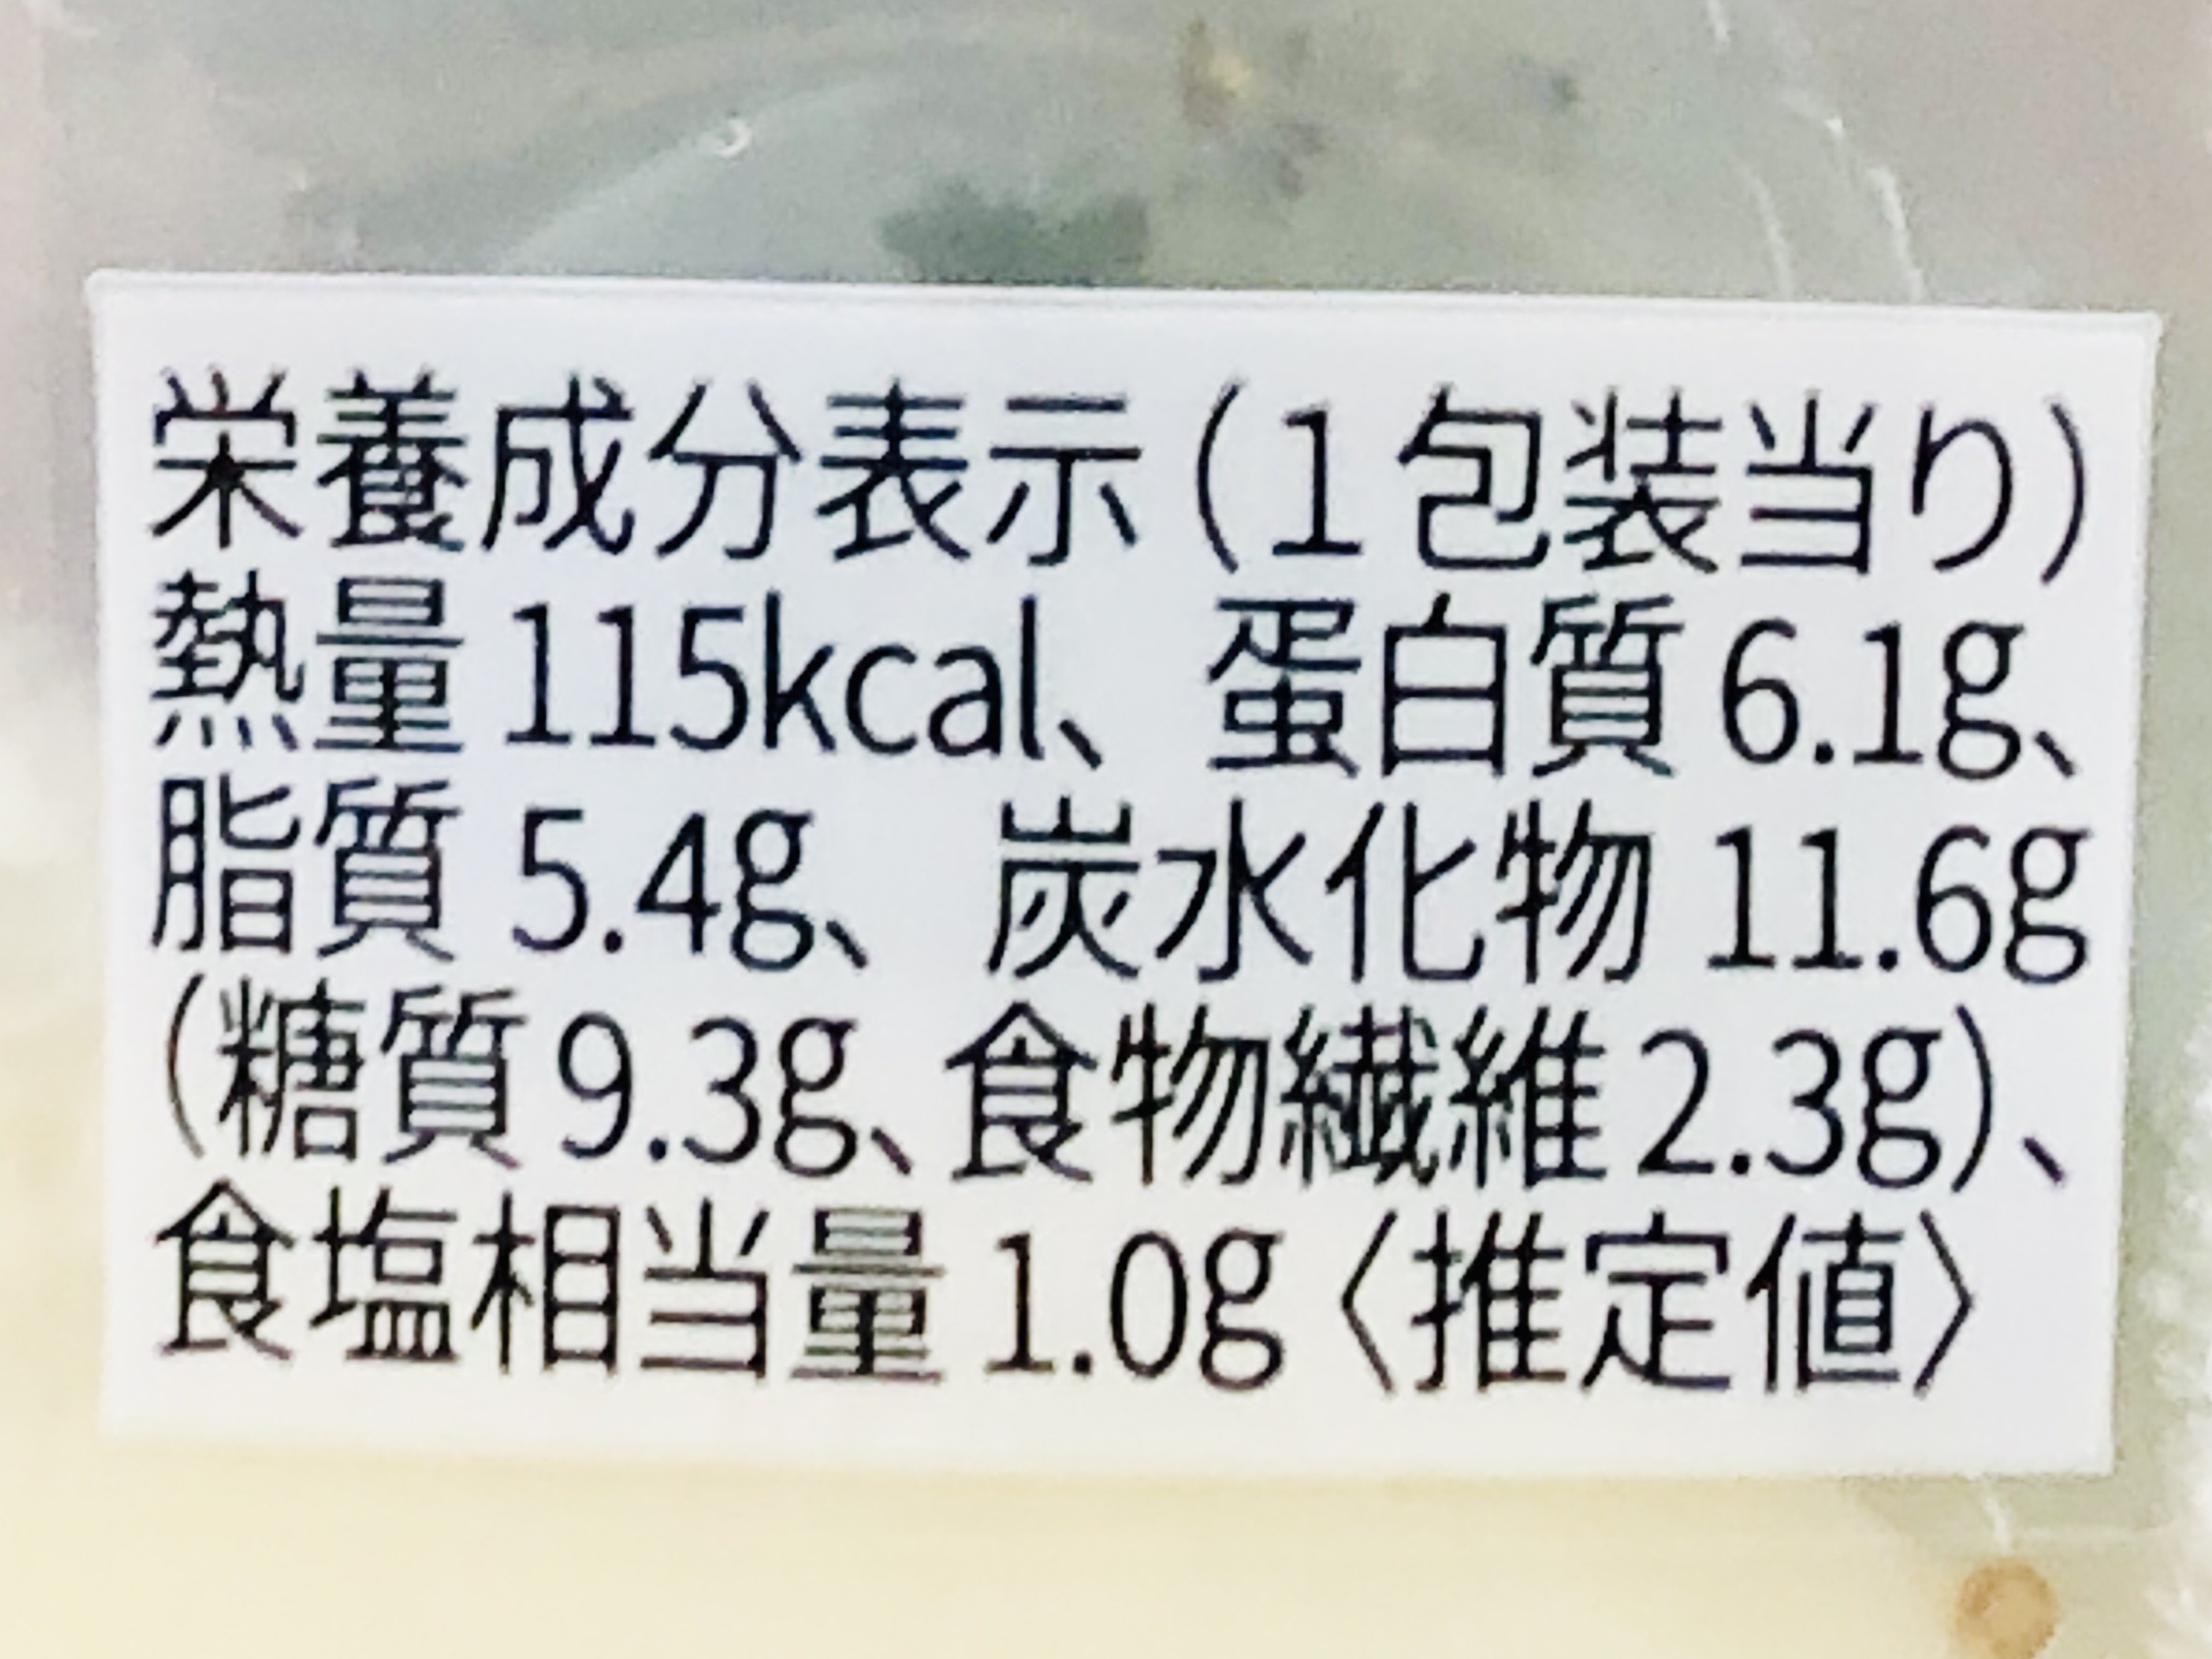 栄養成分表示(1包装当り)
熱量 115kcal、蛋白質 6.1g、
脂質 5.4g、炭水化物 11.6g
(糖質 9.3g、食物繊維 2.3g)、
食塩相当量 1.0g〈推定値〉